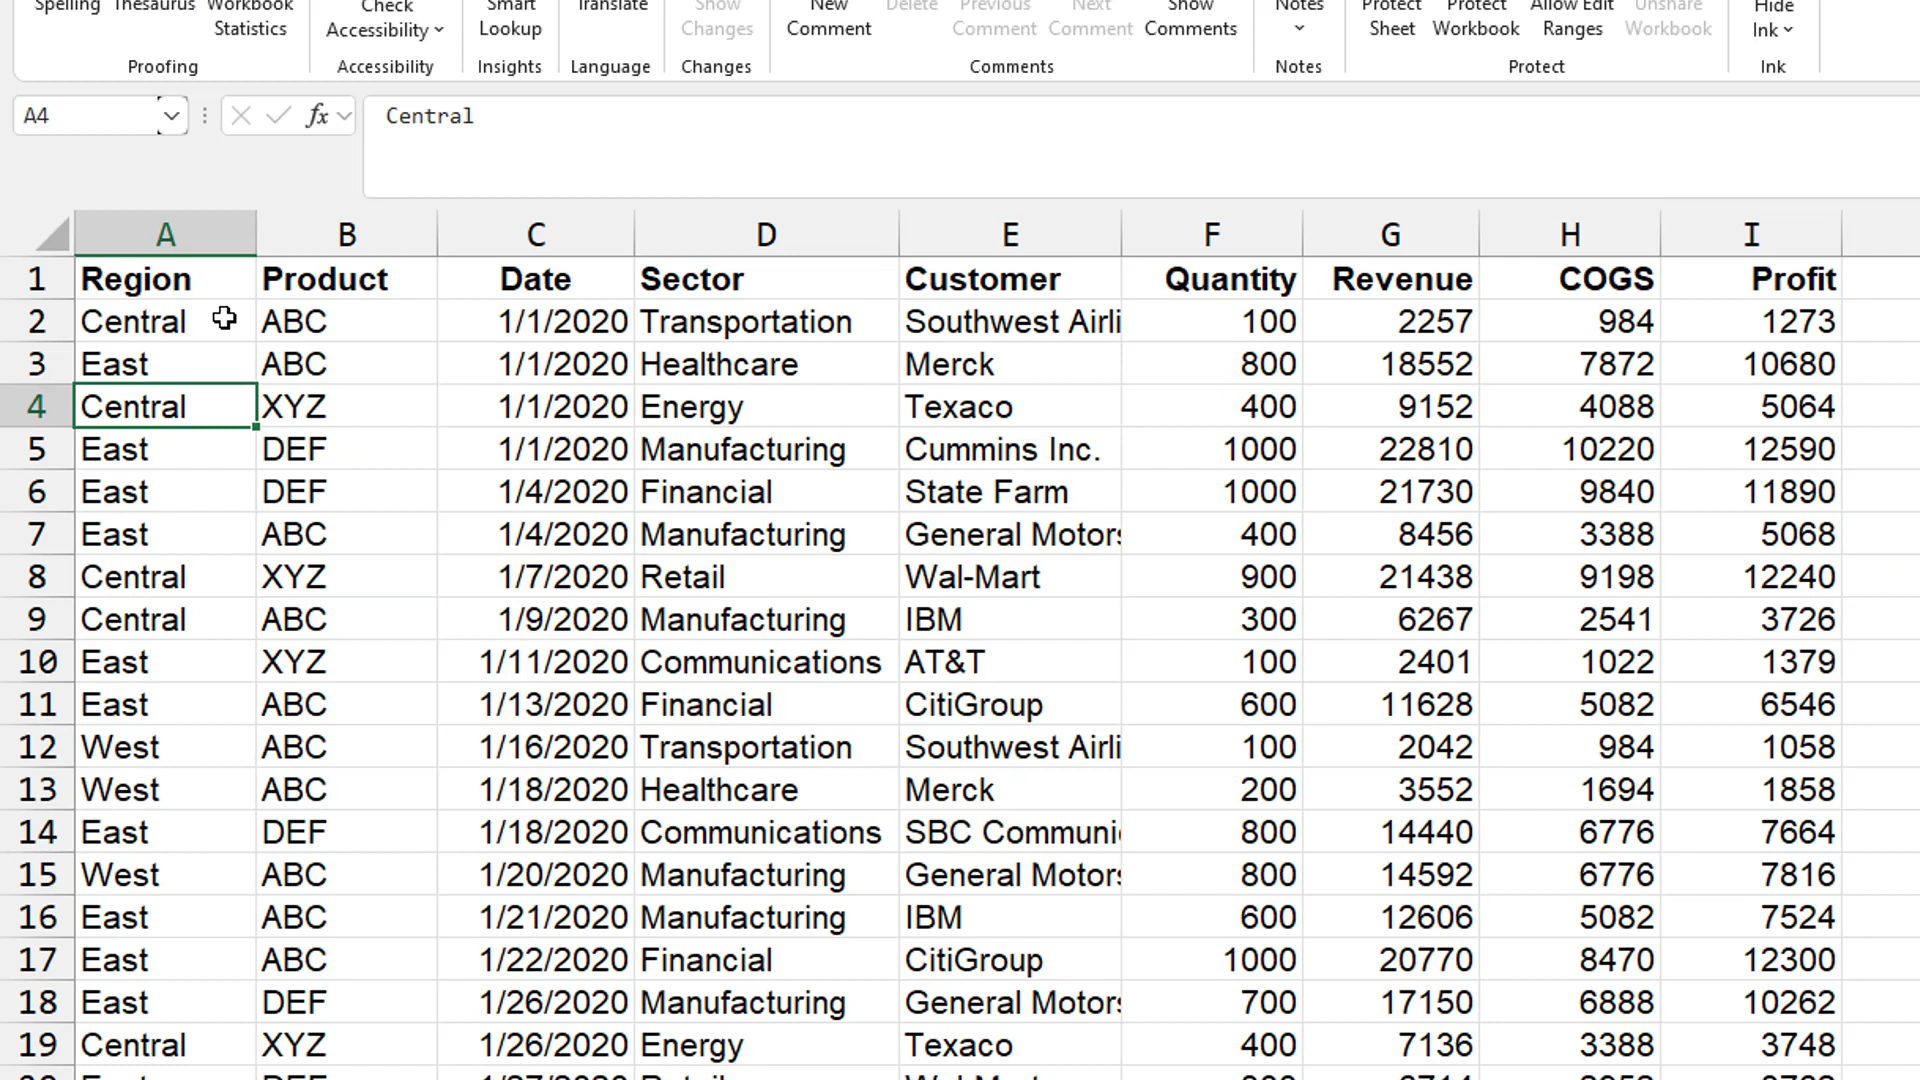 Spelling Thesaurus Workbook Statistics Check Accessibility Smart Lookup Translate Show Changes New Comment Delete Previous Comment Next Comment Show Comments Notes Protect Sheet Protect Workbook Allow Edit Ranges Unshare Workbook Hide Ink
Proofing Accessibility Insights Language Changes Comments Notes Protect Ink
A4 fx Central
A B C D E F G H I
1 Region Product Date Sector Customer Quantity Revenue COGS Profit
2 Central ABC 1/1/2020 Transportation Southwest Airli 100 2257 984 1273
3 East ABC 1/1/2020 Healthcare Merck 800 18552 7872 10680
4 Central XYZ 1/1/2020 Energy Texaco 400 9152 4088 5064
5 East DEF 1/1/2020 Manufacturing Cummins Inc. 1000 22810 10220 12590
6 East DEF 1/4/2020 Financial State Farm 1000 21730 9840 11890
7 East ABC 1/4/2020 Manufacturing General Motors 400 8456 3388 5068
8 Central XYZ 1/7/2020 Retail Wal-Mart 900 21438 9198 12240
9 Central ABC 1/9/2020 Manufacturing IBM 300 6267 2541 3726
10 East XYZ 1/11/2020 Communications AT&T 100 2401 1022 1379
11 East ABC 1/13/2020 Financial CitiGroup 600 11628 5082 6546
12 West ABC 1/16/2020 Transportation Southwest Airli 100 2042 984 1058
13 West ABC 1/18/2020 Healthcare Merck 200 3552 1694 1858
14 East DEF 1/18/2020 Communications SBC Communi 800 14440 6776 7664
15 West ABC 1/20/2020 Manufacturing General Motors 800 14592 6776 7816
16 East ABC 1/21/2020 Manufacturing IBM 600 12606 5082 7524
17 East ABC 1/22/2020 Financial CitiGroup 1000 20770 8470 12300
18 East DEF 1/26/2020 Manufacturing General Motors 700 17150 6888 10262
19 Central XYZ 1/26/2020 Energy Texaco 400 7136 3388 3748